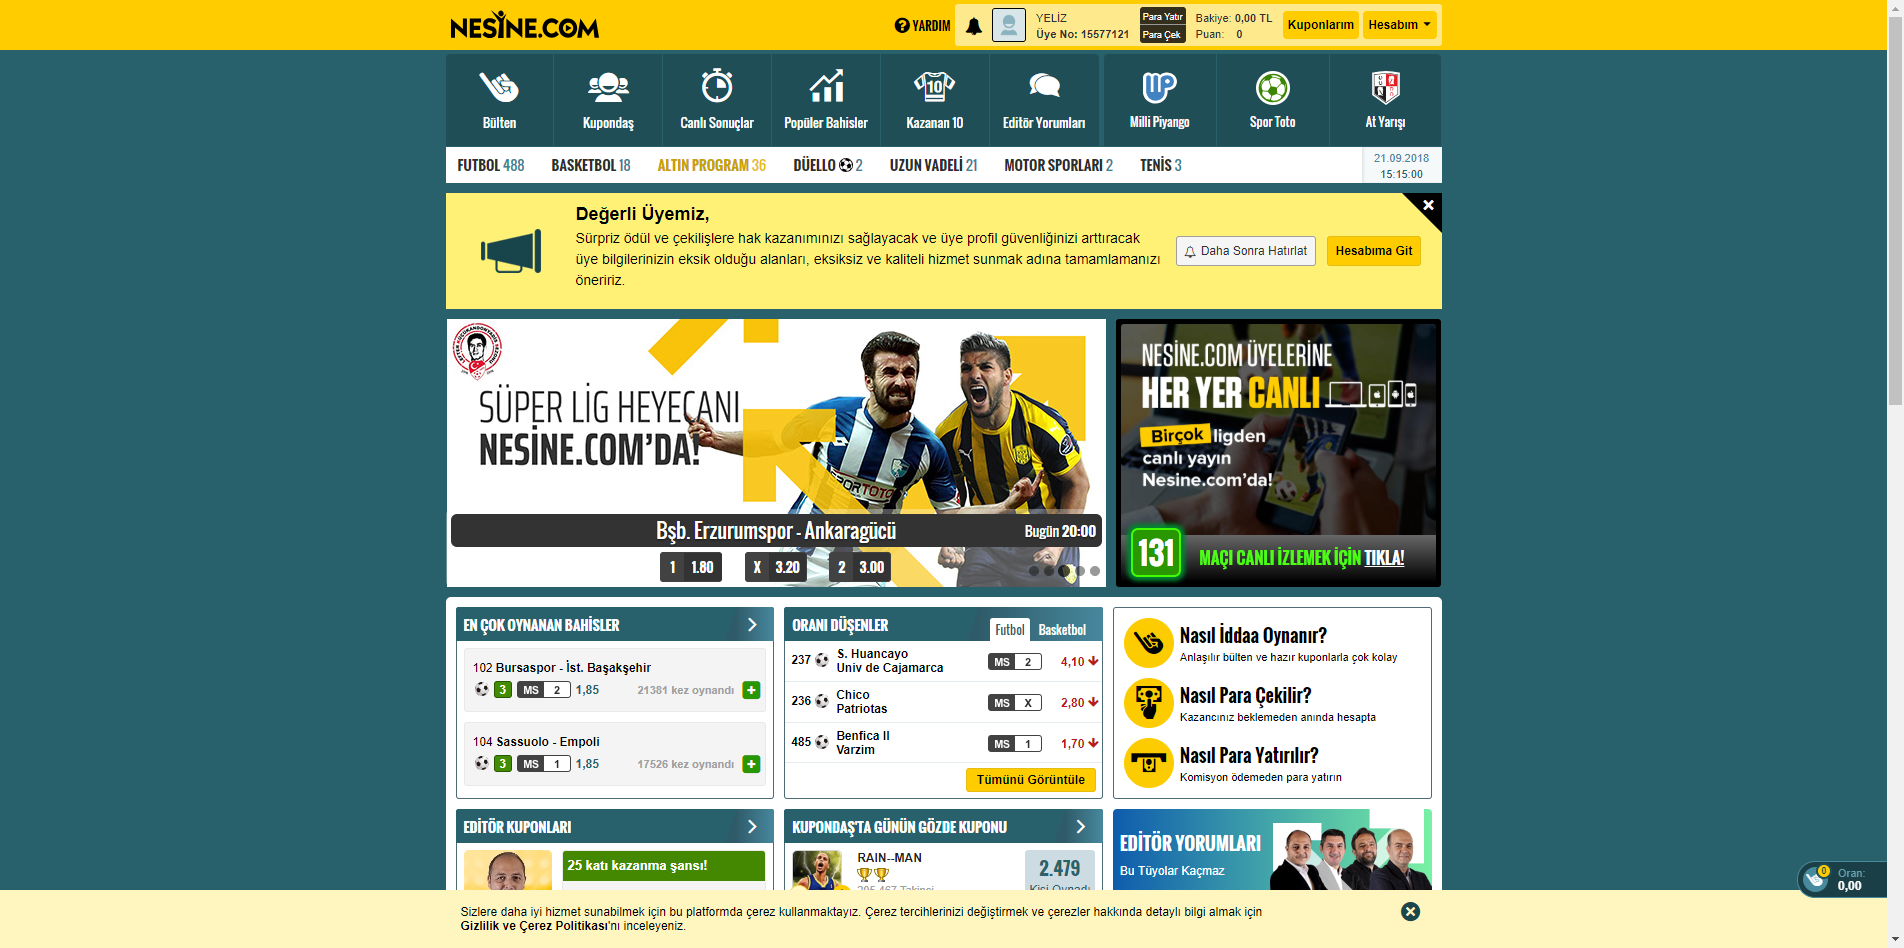 NESİNE.COM
YARDIM
YELİZ
Üye No: 15577121
Para Yatır
Para Çek
Bakiye: 0,00 TL
Puan: 0
Kuponlarım
Hesabım
Bülten
Kupondaş
Canlı Sonuçlar
Popüler Bahisler
10
Kazanan 10
Editör Yorumları
Milli Piyango
Spor Toto
At Yarışı
FUTBOL 488
BASKETBOL 18
ALTIN PROGRAM 36
DÜELLO 2
UZUN VADELİ 21
MOTOR SPORLARI 2
TENİS 3
21.09.2018
15:15:00
Değerli Üyemiz,
Sürpriz ödül ve çekilişlere hak kazanımınızı sağlayacak ve üye profil güvenliğinizi arttıracak
üye bilgilerinizin eksik olduğu alanları, eksiksiz ve kaliteli hizmet sunmak adına tamamlamanızı
öneririz.
Daha Sonra Hatırlat
Hesabıma Git
SÜPER LİG HEYECANI
NESİNE.COM'DA!
SPORTOTO
Bşb. Erzurumspor - Ankaragücü
Bugün 20:00
1 1.80
X 3.20
2 3.00
NESİNE.COM ÜYELERİNE
HER YER CANLI
Birçok ligden
canlı yayın
Nesine.com'da!
131
MAÇI CANLI İZLEMEK İÇİN TIKLA!
EN ÇOK OYNANAN BAHİSLER
102 Bursaspor - İst. Başakşehir
3 MS 2 1,85
21381 kez oynandı
104 Sassuolo - Empoli
3 MS 1 1,85
17526 kez oynandı
ORANI DÜŞENLER
Futbol
Basketbol
237 S. Huancayo
Univ de Cajamarca
MS 2 4,10
236 Chico
Patriotas
MS X 2,80
485 Benfica II
Varzim
MS 1 1,70
Tümünü Görüntüle
Nasıl İddaa Oynanır?
Anlaşılır bülten ve hazır kuponlarla çok kolay
Nasıl Para Çekilir?
Kazancınız beklemeden anında hesapta
Nasıl Para Yatırılır?
Komisyon ödemeden para yatırın
EDİTÖR KUPONLARI
25 katı kazanma şansı!
KUPONDAŞ'TA GÜNÜN GÖZDE KUPONU
RAIN--MAN
295.467 Takipçi
2.479
Kişi Oynadı
EDİTÖR YORUMLARI
Bu Tüyolar Kaçmaz
0
Oran:
0,00
Sizlere daha iyi hizmet sunabilmek için bu platformda çerez kullanmaktayız. Çerez tercihlerinizi değiştirmek ve çerezler hakkında detaylı bilgi almak için
Gizlilik ve Çerez Politikası'nı inceleyeniz.